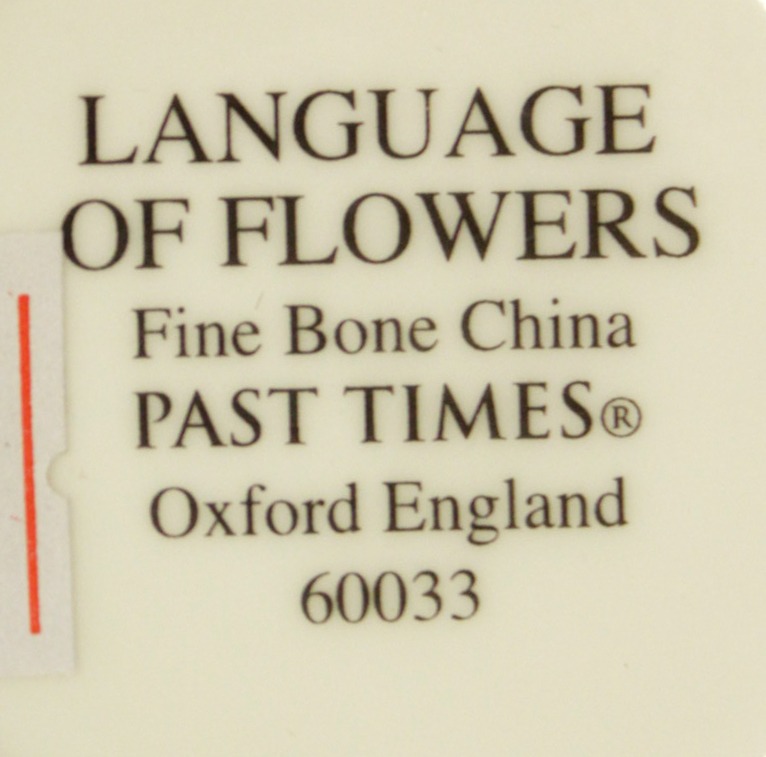 LANGUAGE
OF FLOWERS
Fine Bone China
PAST TIMES®
Oxford England
60033